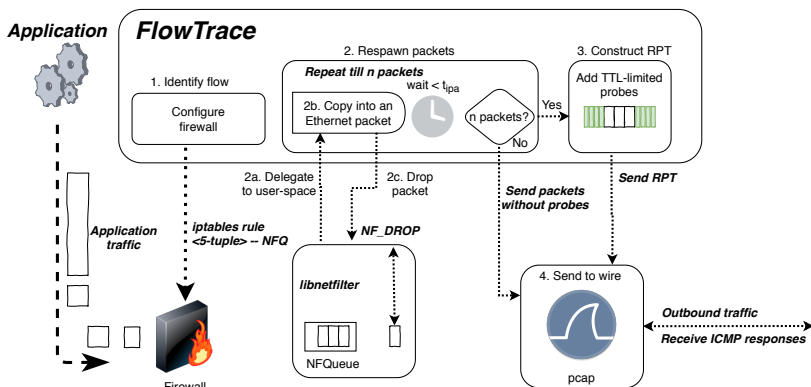 Application
FlowTrace
1. Identify flow
Configure
firewall
2. Respawn packets
Repeat till n packets
2b. Copy into an
Ethernet packet
wait < t_ipa
n packets?
Yes
No
3. Construct RPT
Add TTL-limited
probes
2a. Delegate
to user-space
2c. Drop
packet
Send packets
without probes
Send RPT
Application
traffic
iptables rule
<5-tuple> -- NFQ
NF_DROP
libnetfilter
NFQueue
4. Send to wire
pcap
Outbound traffic
Receive ICMP responses
Firewall